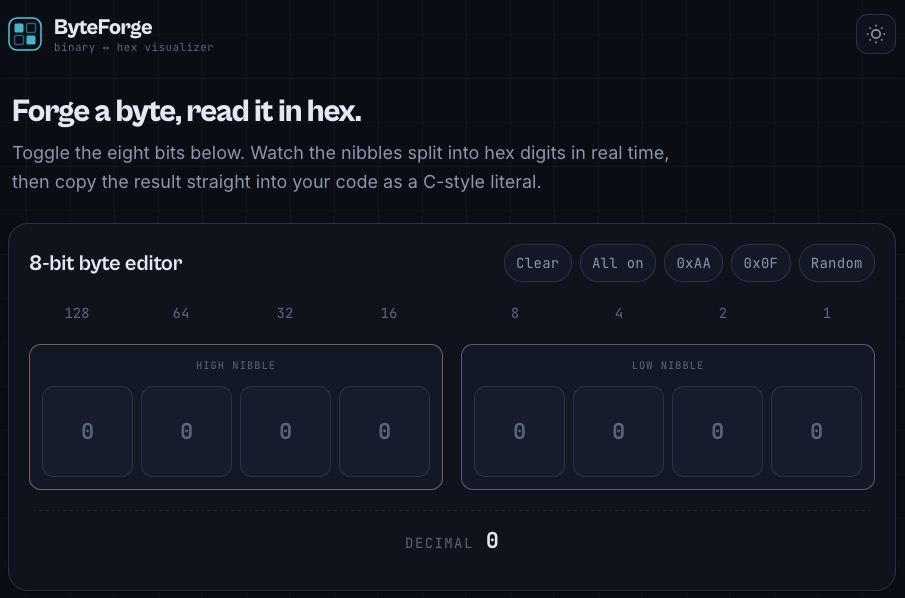 ByteForge
binary ↔ hex visualizer
Forge a byte, read it in hex.
Toggle the eight bits below. Watch the nibbles split into hex digits in real time,
then copy the result straight into your code as a C-style literal.
8-bit byte editor
Clear All on 0xAA 0x0F Random
128 64 32 16 8 4 2 1
HIGH NIBBLE LOW NIBBLE
0 0 0 0 0 0 0 0
DECIMAL 0